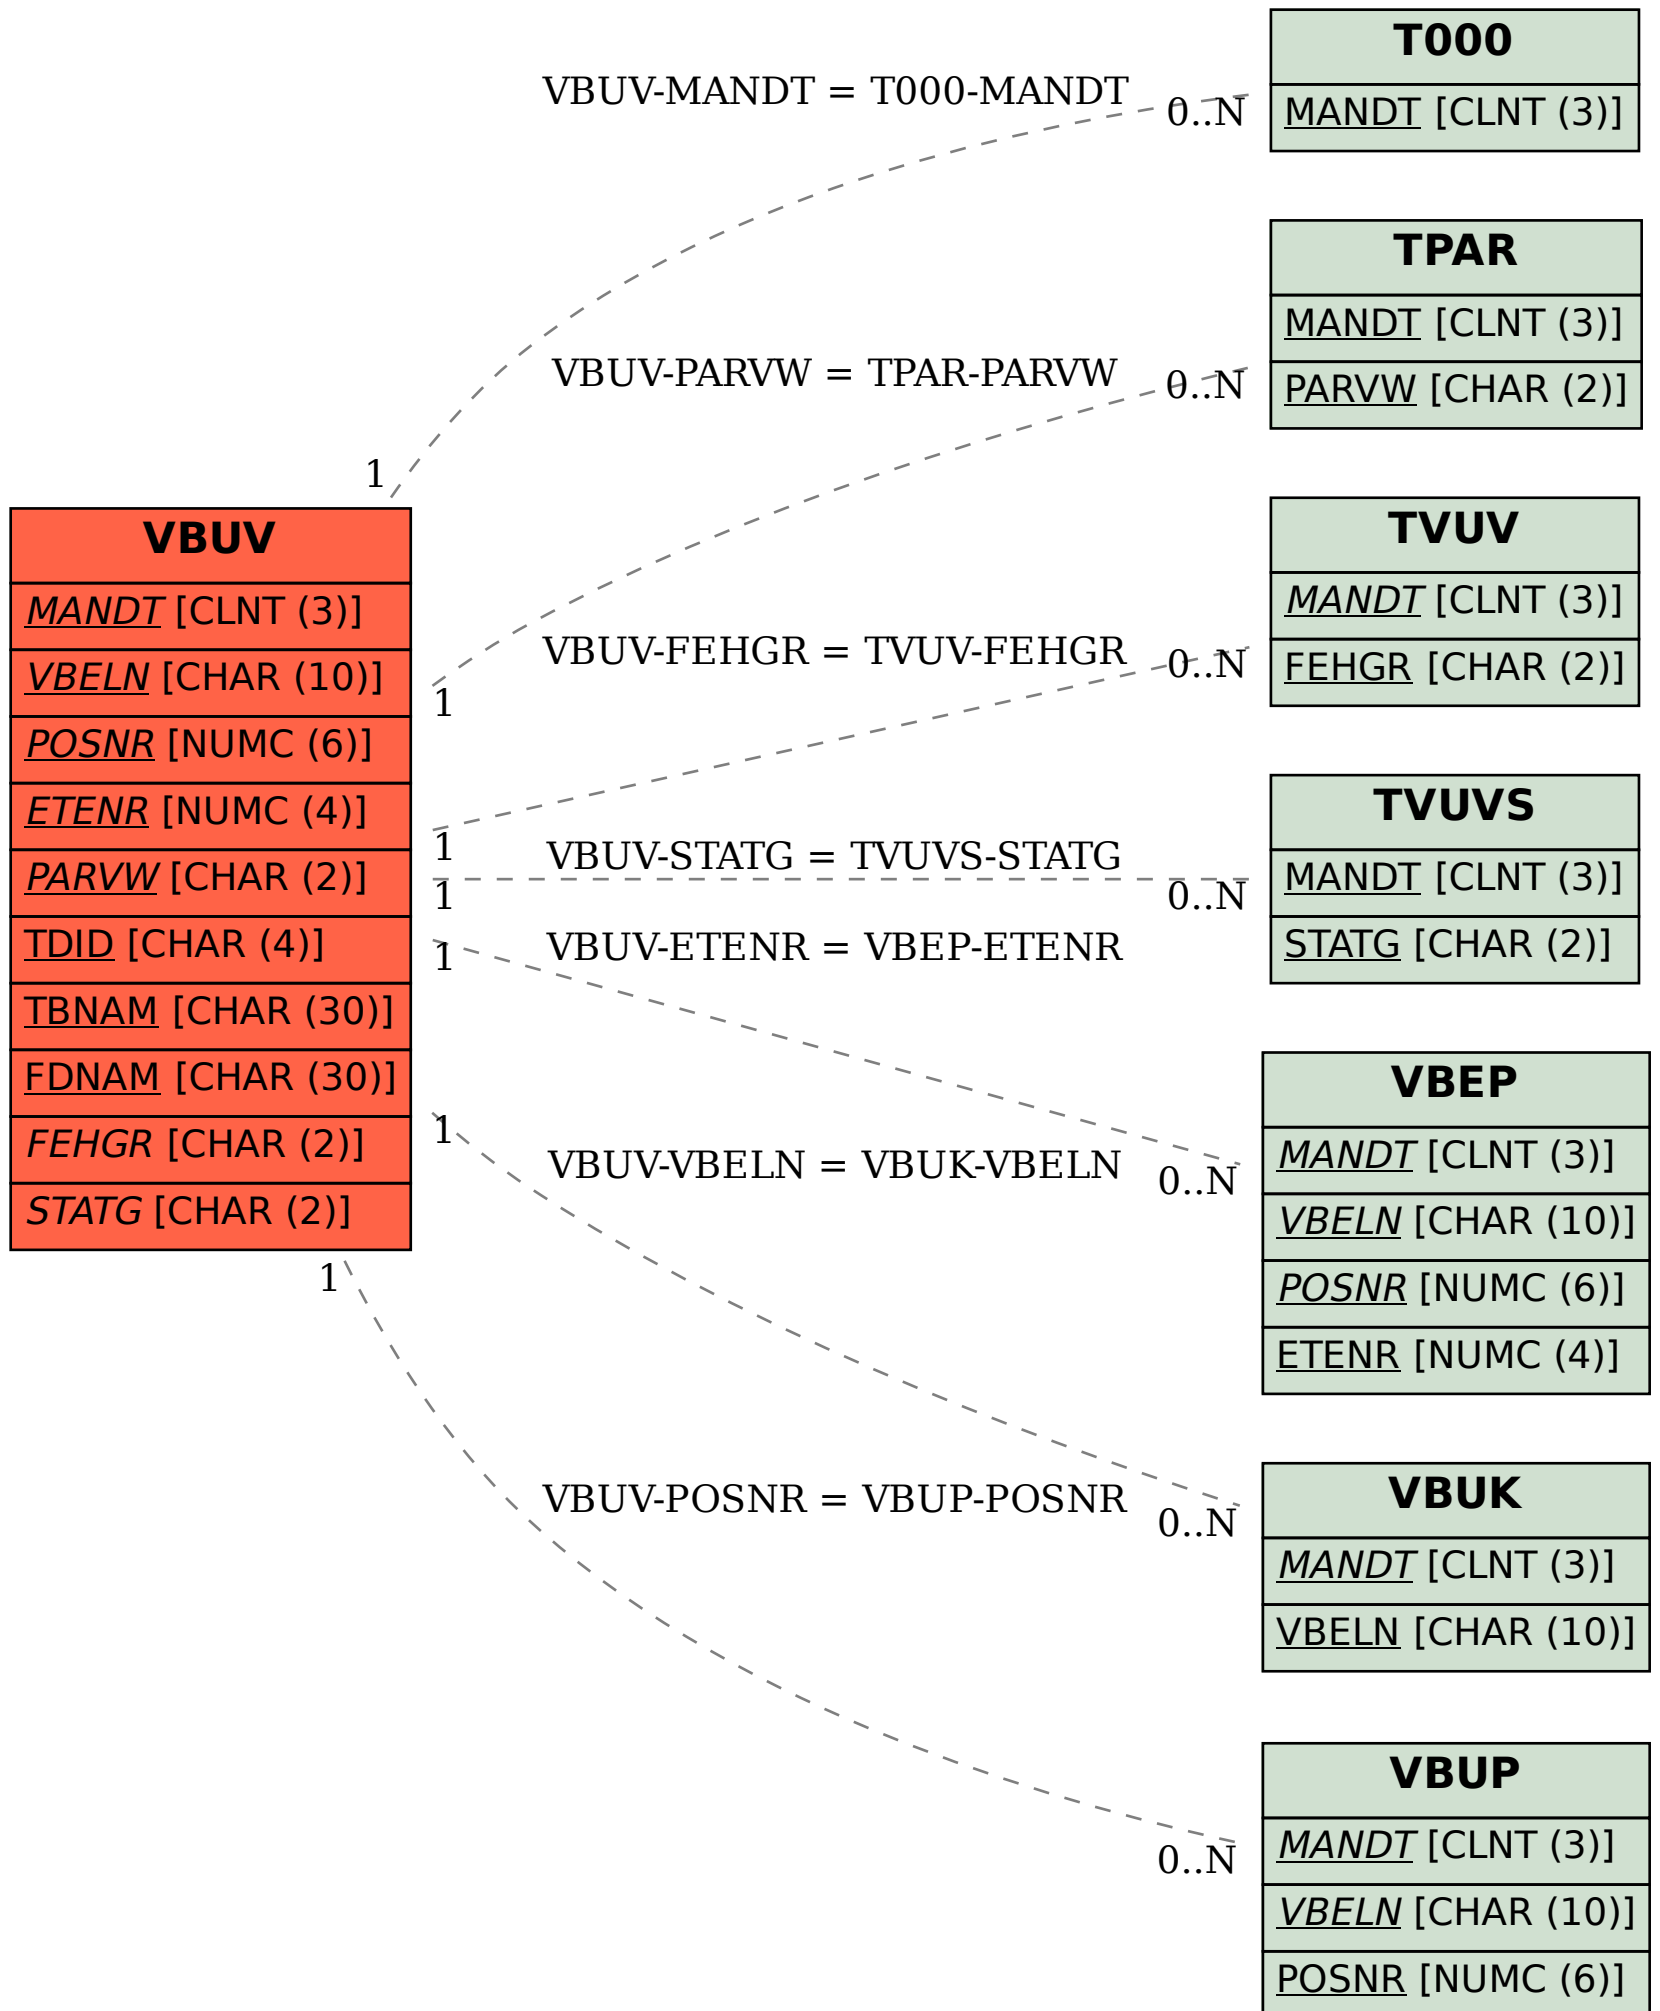 T000
MANDT [CLNT (3)]
VBUV-MANDT = T000-MANDT
0..N
1
TPAR
MANDT [CLNT (3)]
PARVW [CHAR (2)]
VBUV-PARVW = TPAR-PARVW
0..N
1
VBUV
MANDT [CLNT (3)]
VBELN [CHAR (10)]
POSNR [NUMC (6)]
ETENR [NUMC (4)]
PARVW [CHAR (2)]
TDID [CHAR (4)]
TBNAM [CHAR (30)]
FDNAM [CHAR (30)]
FEHGR [CHAR (2)]
STATG [CHAR (2)]
TVUV
MANDT [CLNT (3)]
FEHGR [CHAR (2)]
VBUV-FEHGR = TVUV-FEHGR
0..N
1
TVUVS
MANDT [CLNT (3)]
STATG [CHAR (2)]
VBUV-STATG = TVUVS-STATG
0..N
1
VBUV-ETENR = VBEP-ETENR
1
0..N
VBEP
MANDT [CLNT (3)]
VBELN [CHAR (10)]
POSNR [NUMC (6)]
ETENR [NUMC (4)]
VBUV-VBELN = VBUK-VBELN
1
0..N
VBUK
MANDT [CLNT (3)]
VBELN [CHAR (10)]
VBUV-POSNR = VBUP-POSNR
1
0..N
VBUP
MANDT [CLNT (3)]
VBELN [CHAR (10)]
POSNR [NUMC (6)]